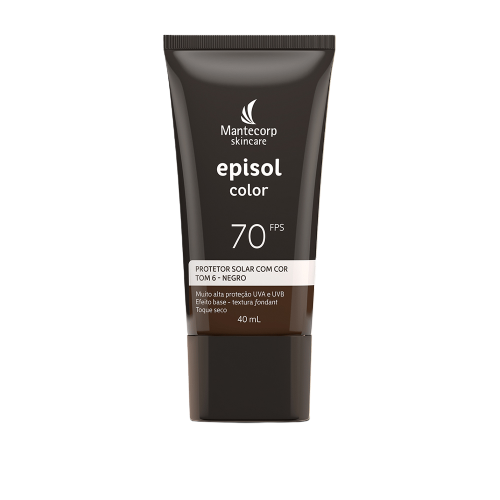 Mantecorp
skincare
episol
color
70 FPS
PROTETOR SOLAR COM COR
TOM 6 - NEGRO
Muito alta proteção UVA e UVB
Efeito base - textura fondant
Toque seco
40 mL